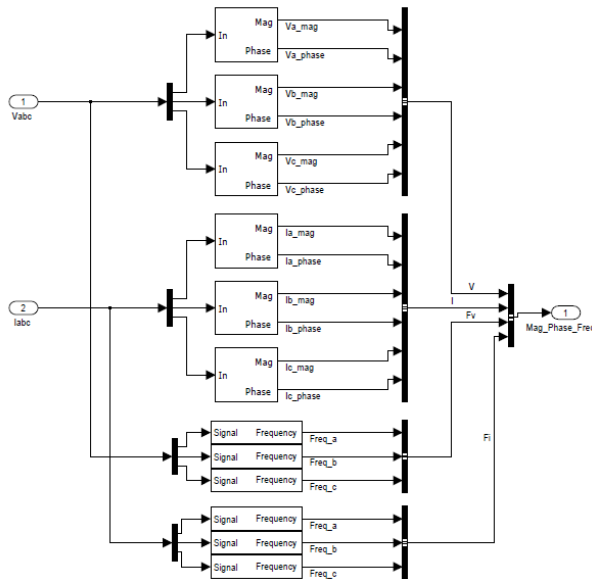 Mag
Va_mag
In
Phase
Va_phase
1
Vabc
Mag
Vb_mag
In
Phase
Vb_phase
Mag
Vc_mag
In
Phase
Vc_phase
Mag
Ia_mag
In
Phase
Ia_phase
2
Iabc
Mag
Ib_mag
In
Phase
Ib_phase
Mag
Ic_mag
In
Phase
Ic_phase
V
I
Fv
1
Mag_Phase_Freq
Fi
Signal Frequency
Freq_a
Signal Frequency
Freq_b
Signal Frequency
Freq_c
Signal Frequency
Freq_a
Signal Frequency
Freq_b
Signal Frequency
Freq_c